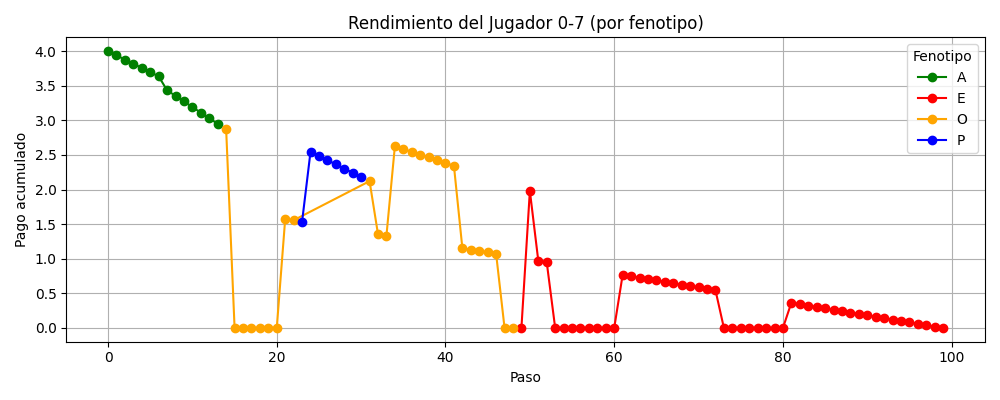 Rendimiento del Jugador 0-7 (por fenotipo)
Pago acumulado
4.0
3.5
3.0
2.5
2.0
1.5
1.0
0.5
0.0
0 20 40 60 80 100
Paso
Fenotipo
A
E
O
P